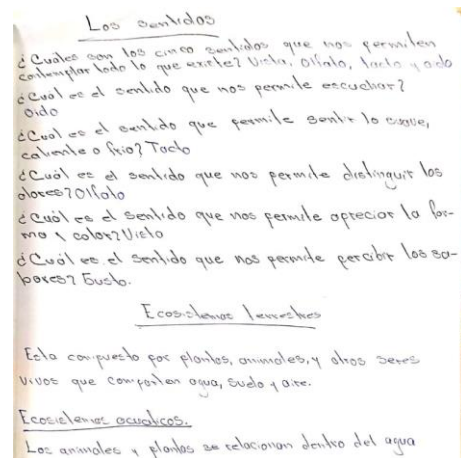 Los sentidos
¿Cuáles son los cinco sentidos que nos permiten
contemplar todo lo que existe? Vista, Olfato, tacto y oido
¿Cuál es el sentido que nos permite escuchar?
Oido
¿Cuál es el sentido que permite sentir lo suave,
caliente o frio? Tacto
¿Cuál es el sentido que nos permite distinguir los
olores? Olfato
¿Cuál es el sentido que nos permite apreciar la for-
ma y color? Vista
¿Cuál es el sentido que nos permite percibir los sa-
bores? Gusto.
Ecosistemas terrestres
Esta compuesto por plantas, animales, y otros seres
vivos que comparten agua, suelo y aire.
Ecosistemas acuaticos.
Los animales y plantas se relacionan dentro del agua